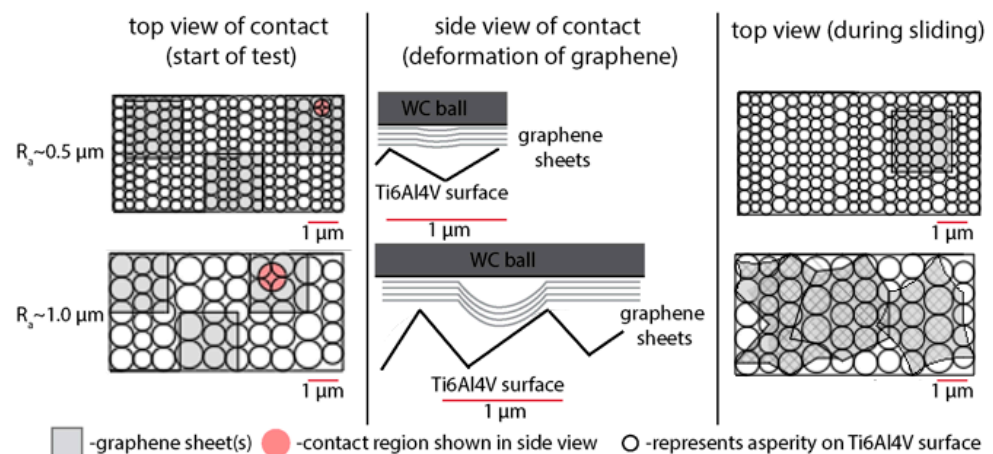 top view of contact
(start of test)
side view of contact
(deformation of graphene)
top view (during sliding)
Ra~0.5 µm
1 µm
WC ball
graphene
sheets
Ti6Al4V surface
1 µm
1 µm
Ra~1.0 µm
1 µm
WC ball
graphene
sheets
Ti6Al4V surface
1 µm
1 µm
-graphene sheet(s)
-contact region shown in side view
-represents asperity on Ti6Al4V surface